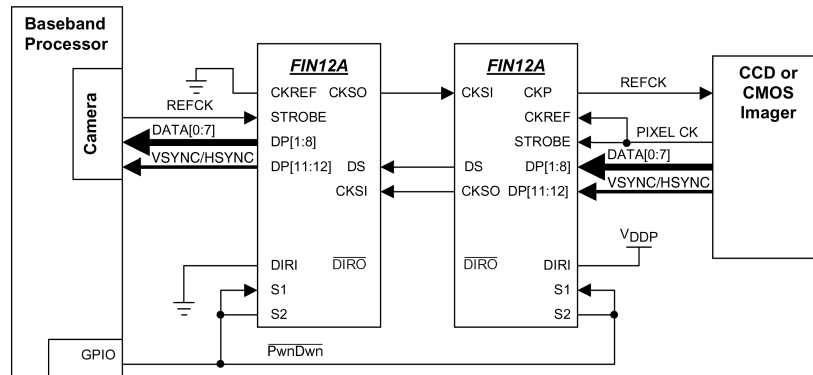 Baseband
Processor
Camera
GPIO
REFCK
DATA[0:7]
VSYNC/HSYNC
FIN12A
CKREF CKSO
STROBE
DP[1:8]
DP[11:12] DS
CKSI
DIRI DIRO
S1
S2
PwnDwn
FIN12A
CKSI CKP
CKREF
STROBE
DS DP[1:8]
CKSO DP[11:12]
DIRO DIRI
S1
S2
REFCK
PIXEL CK
DATA[0:7]
VSYNC/HSYNC
VDDP
CCD or
CMOS
Imager